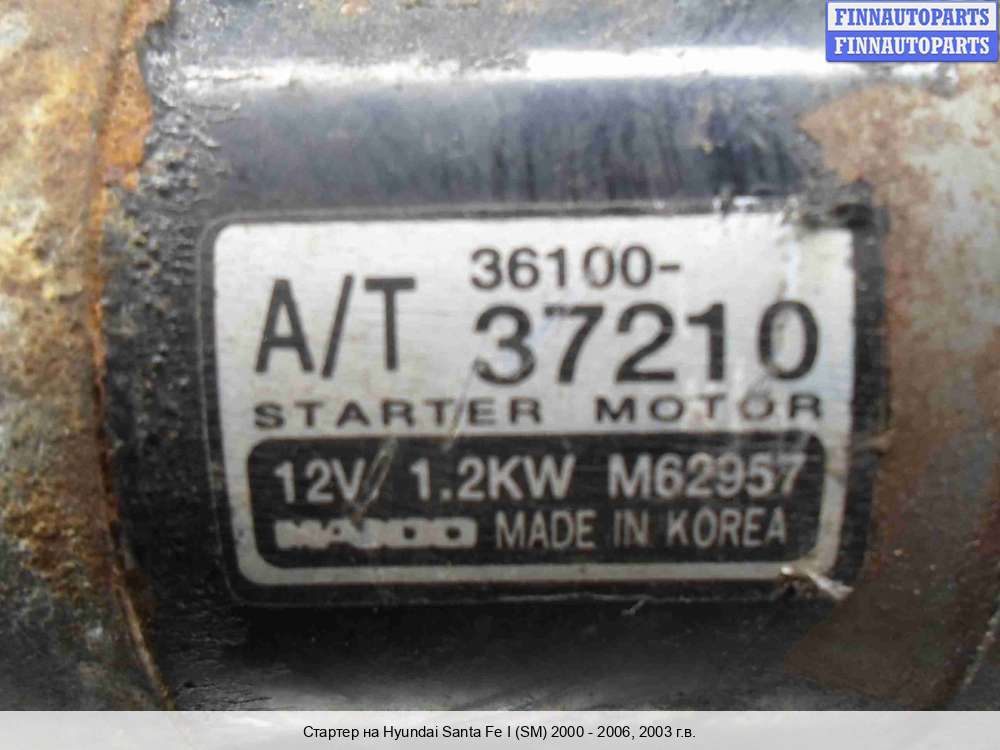 FINNAUTOPARTS
FINNAUTOPARTS
36100-
A/T 37210
STARTER MOTOR
12V, 1.2KW M62957
MANDO MADE IN KOREA
Стартер на Hyundai Santa Fe I (SM) 2000 - 2006, 2003 г.в.